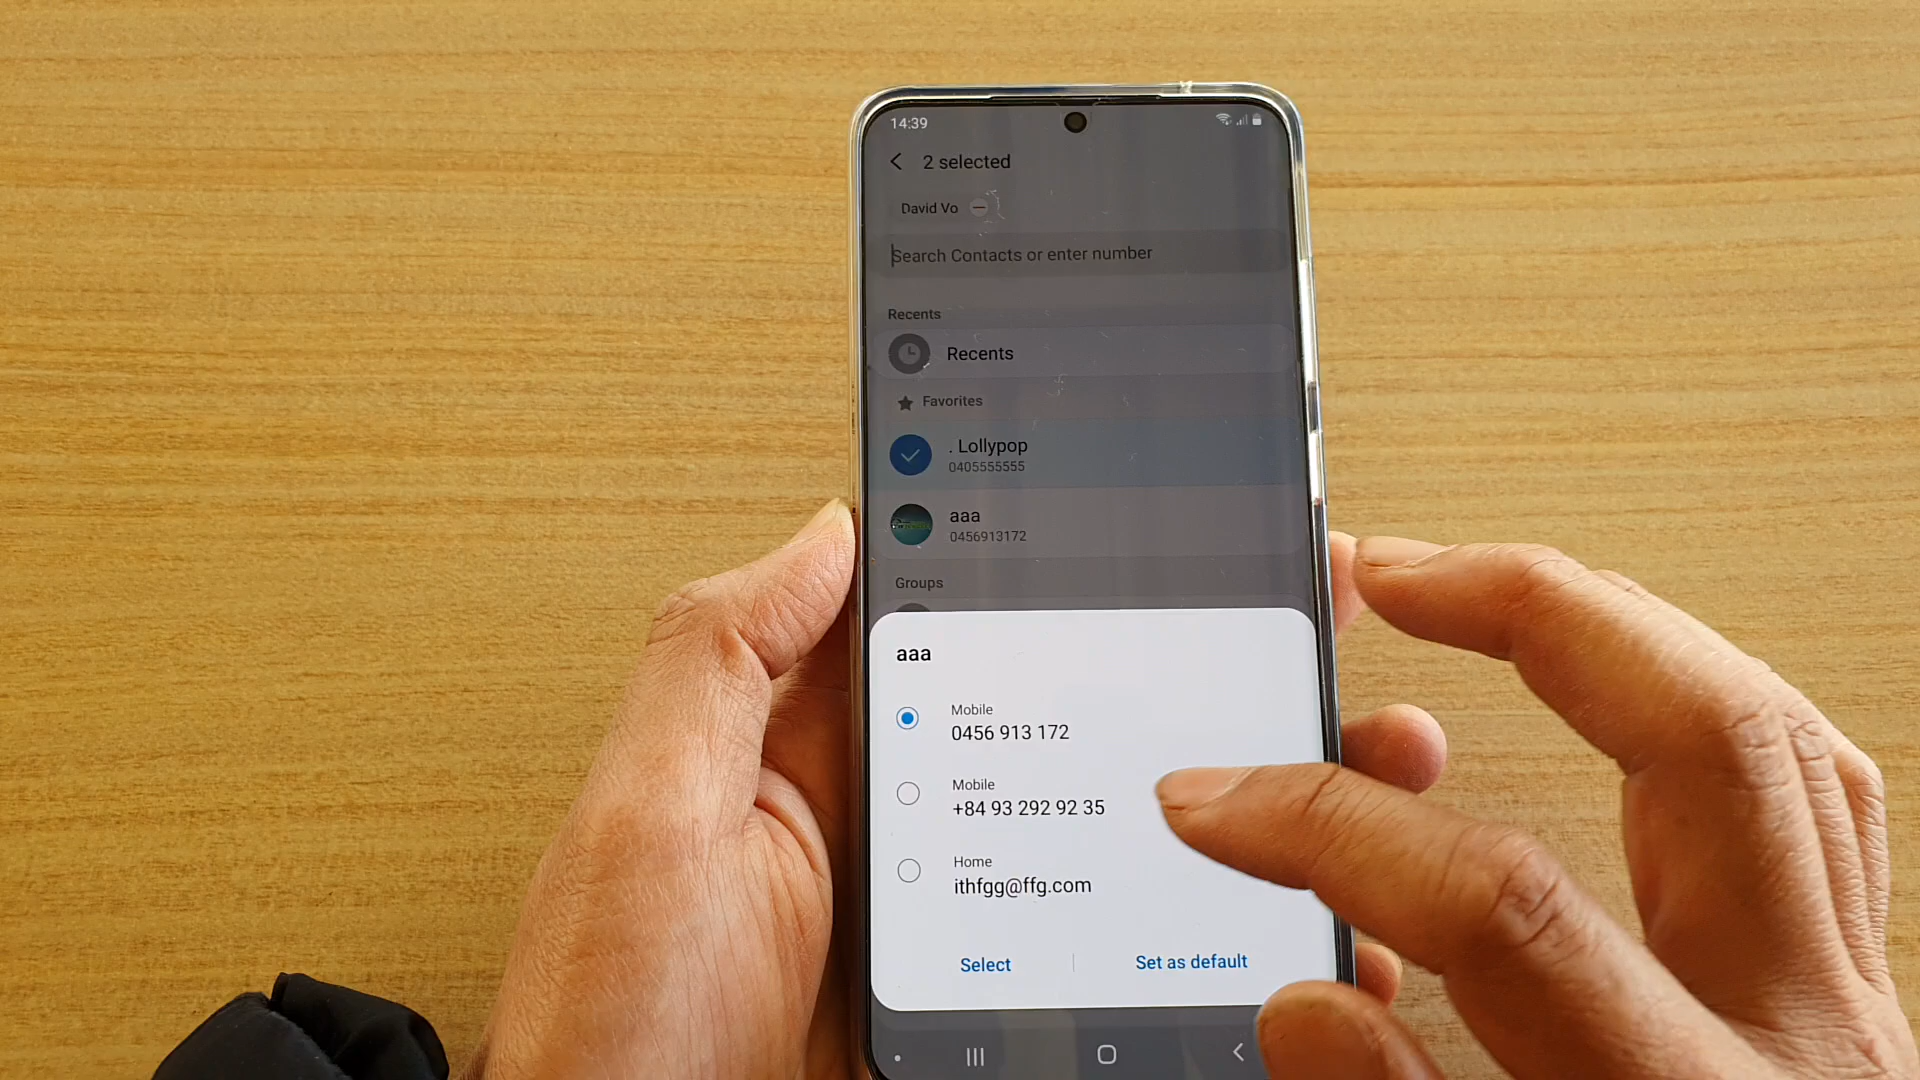 14:39
2 selected
David Vo
Search Contacts or enter number
Recents
Recents
Favorites
. Lollypop
0405555555
aaa
0456913172
Groups
aaa
Mobile
0456 913 172
Mobile
+84 93 292 92 35
Home
ithfgg@ffg.com
Select
Set as default